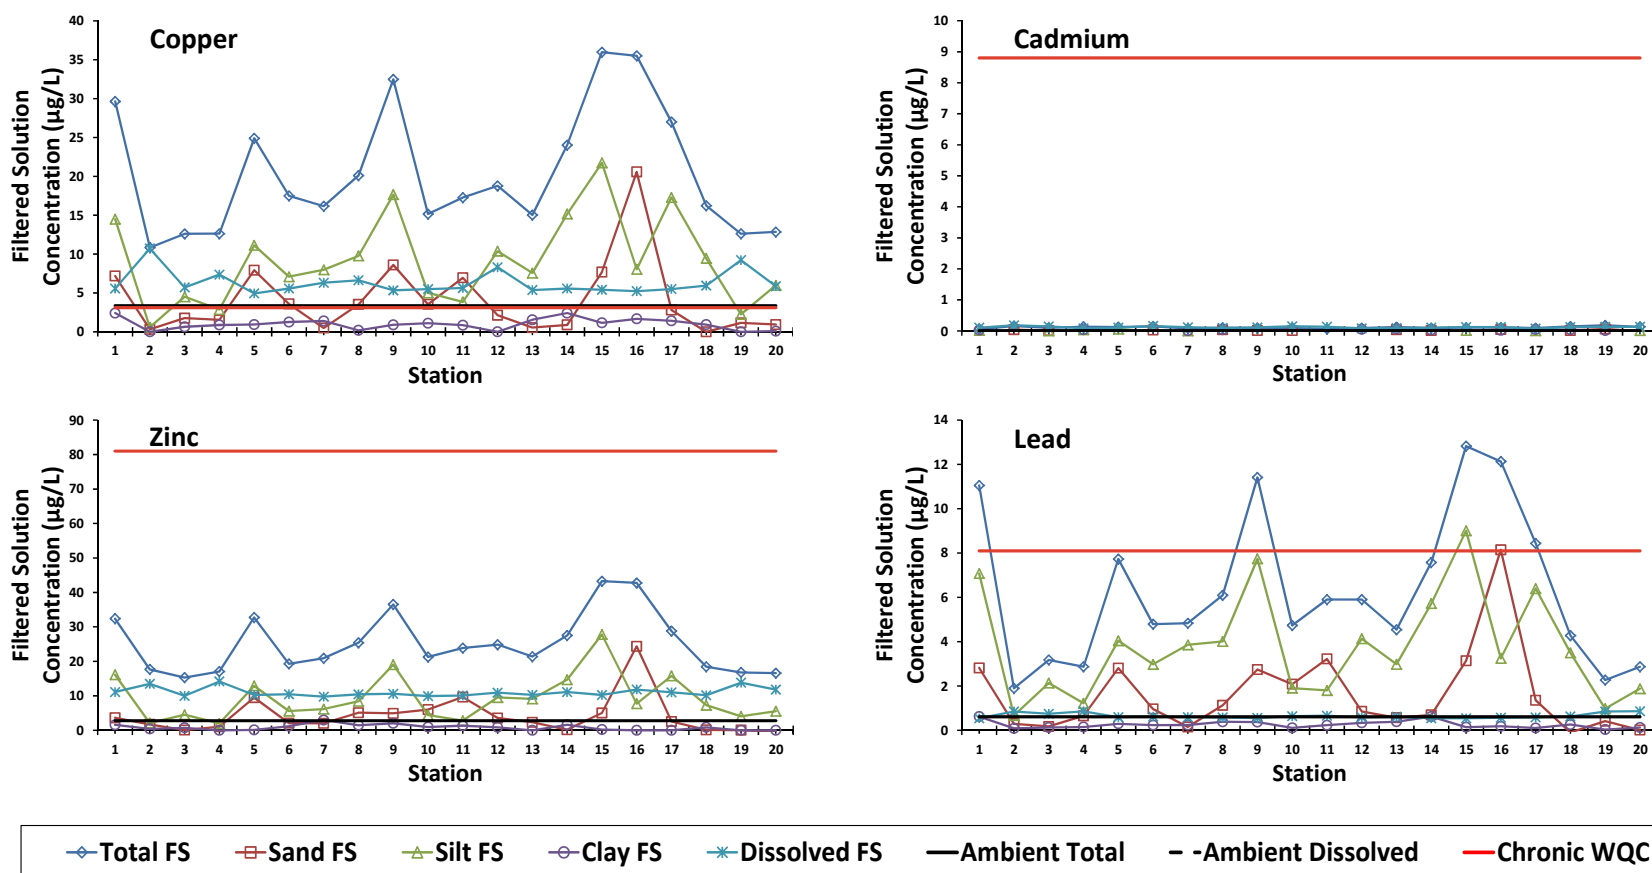 Copper
Filtered Solution
Concentration (µg/L)
40
35
30
25
20
15
10
5
0
1 2 3 4 5 6 7 8 9 10 11 12 13 14 15 16 17 18 19 20
Station
Cadmium
Filtered Solution
Concentration (µg/L)
10
9
8
7
6
5
4
3
2
1
0
1 2 3 4 5 6 7 8 9 10 11 12 13 14 15 16 17 18 19 20
Station
Zinc
Filtered Solution
Concentration (µg/L)
90
80
70
60
50
40
30
20
10
0
1 2 3 4 5 6 7 8 9 10 11 12 13 14 15 16 17 18 19 20
Station
Lead
Filtered Solution
Concentration (µg/L)
14
12
10
8
6
4
2
0
1 2 3 4 5 6 7 8 9 10 11 12 13 14 15 16 17 18 19 20
Station
Total FS Sand FS Silt FS Clay FS Dissolved FS Ambient Total Ambient Dissolved Chronic WQC